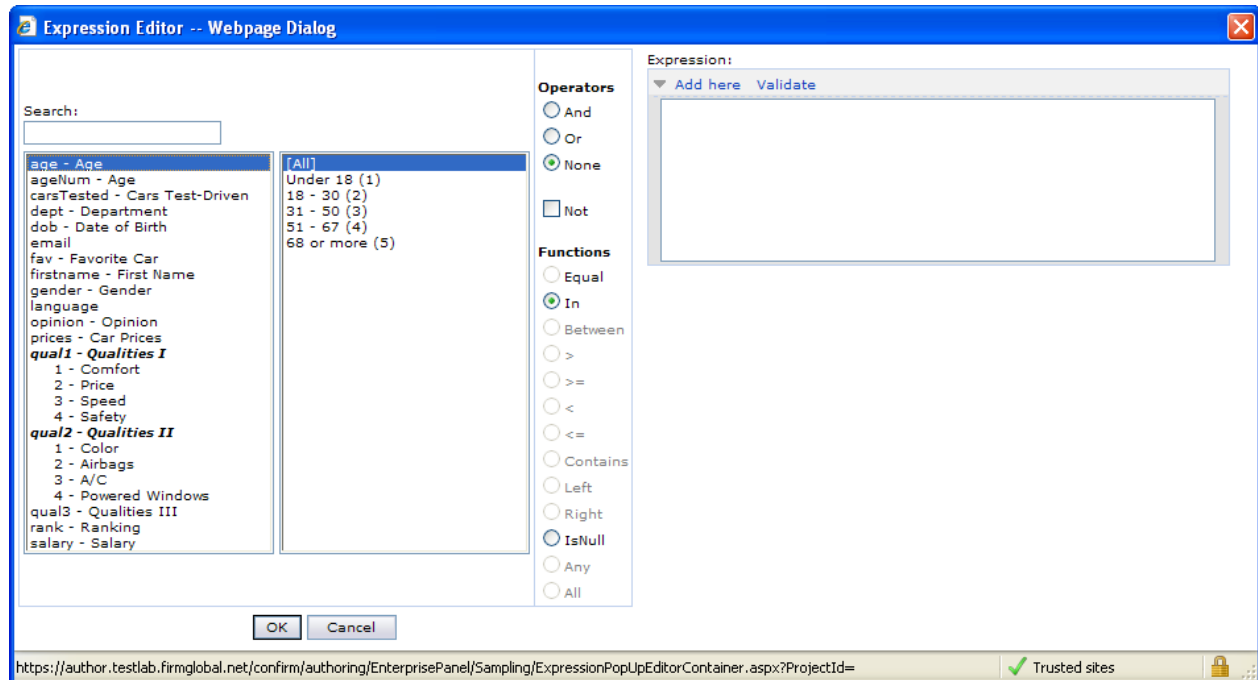 Expression Editor -- Webpage Dialog
Search:
age - Age
ageNum - Age
carsTested - Cars Test-Driven
dept - Department
dob - Date of Birth
email
fav - Favorite Car
firstname - First Name
gender - Gender
language
opinion - Opinion
prices - Car Prices
qual1 - Qualities I
1 - Comfort
2 - Price
3 - Speed
4 - Safety
qual2 - Qualities II
1 - Color
2 - Airbags
3 - A/C
4 - Powered Windows
qual3 - Qualities III
rank - Ranking
salary - Salary
[All]
Under 18 (1)
18 - 30 (2)
31 - 50 (3)
51 - 67 (4)
68 or more (5)
Operators
And
Or
None
Not
Functions
Equal
In
Between
>
>=
<
<=
Contains
Left
Right
IsNull
Any
All
Expression:
Add here Validate
OK Cancel
https://author.testlab.firmglobal.net/confirm/authoring/EnterprisePanel/Sampling/ExpressionPopUpEditorContainer.aspx?ProjectId= Trusted sites